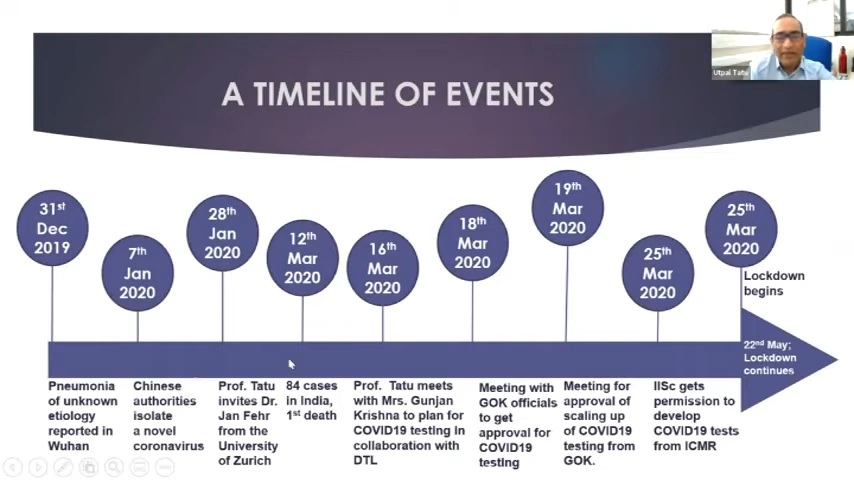 Utpal Tatu
A TIMELINE OF EVENTS
31st
Dec
2019
7th
Jan
2020
28th
Jan
2020
12th
Mar
2020
16th
Mar
2020
18th
Mar
2020
19th
Mar
2020
25th
Mar
2020
25th
Mar
2020
Lockdown
begins
22nd May;
Lockdown
continues
Pneumonia
of unknown
etiology
reported in
Wuhan
Chinese
authorities
isolate
a novel
coronavirus
Prof. Tatu
invites Dr.
Jan Fehr
from the
University
of Zurich
84 cases
in India,
1st death
Prof. Tatu meets
with Mrs. Gunjan
Krishna to plan for
COVID19 testing in
collaboration with
DTL
Meeting with
GOK officials
to get
approval for
COVID19
testing
Meeting for
approval of
scaling up
of COVID19
testing from
GOK.
IISc gets
permission to
develop
COVID19 tests
from ICMR